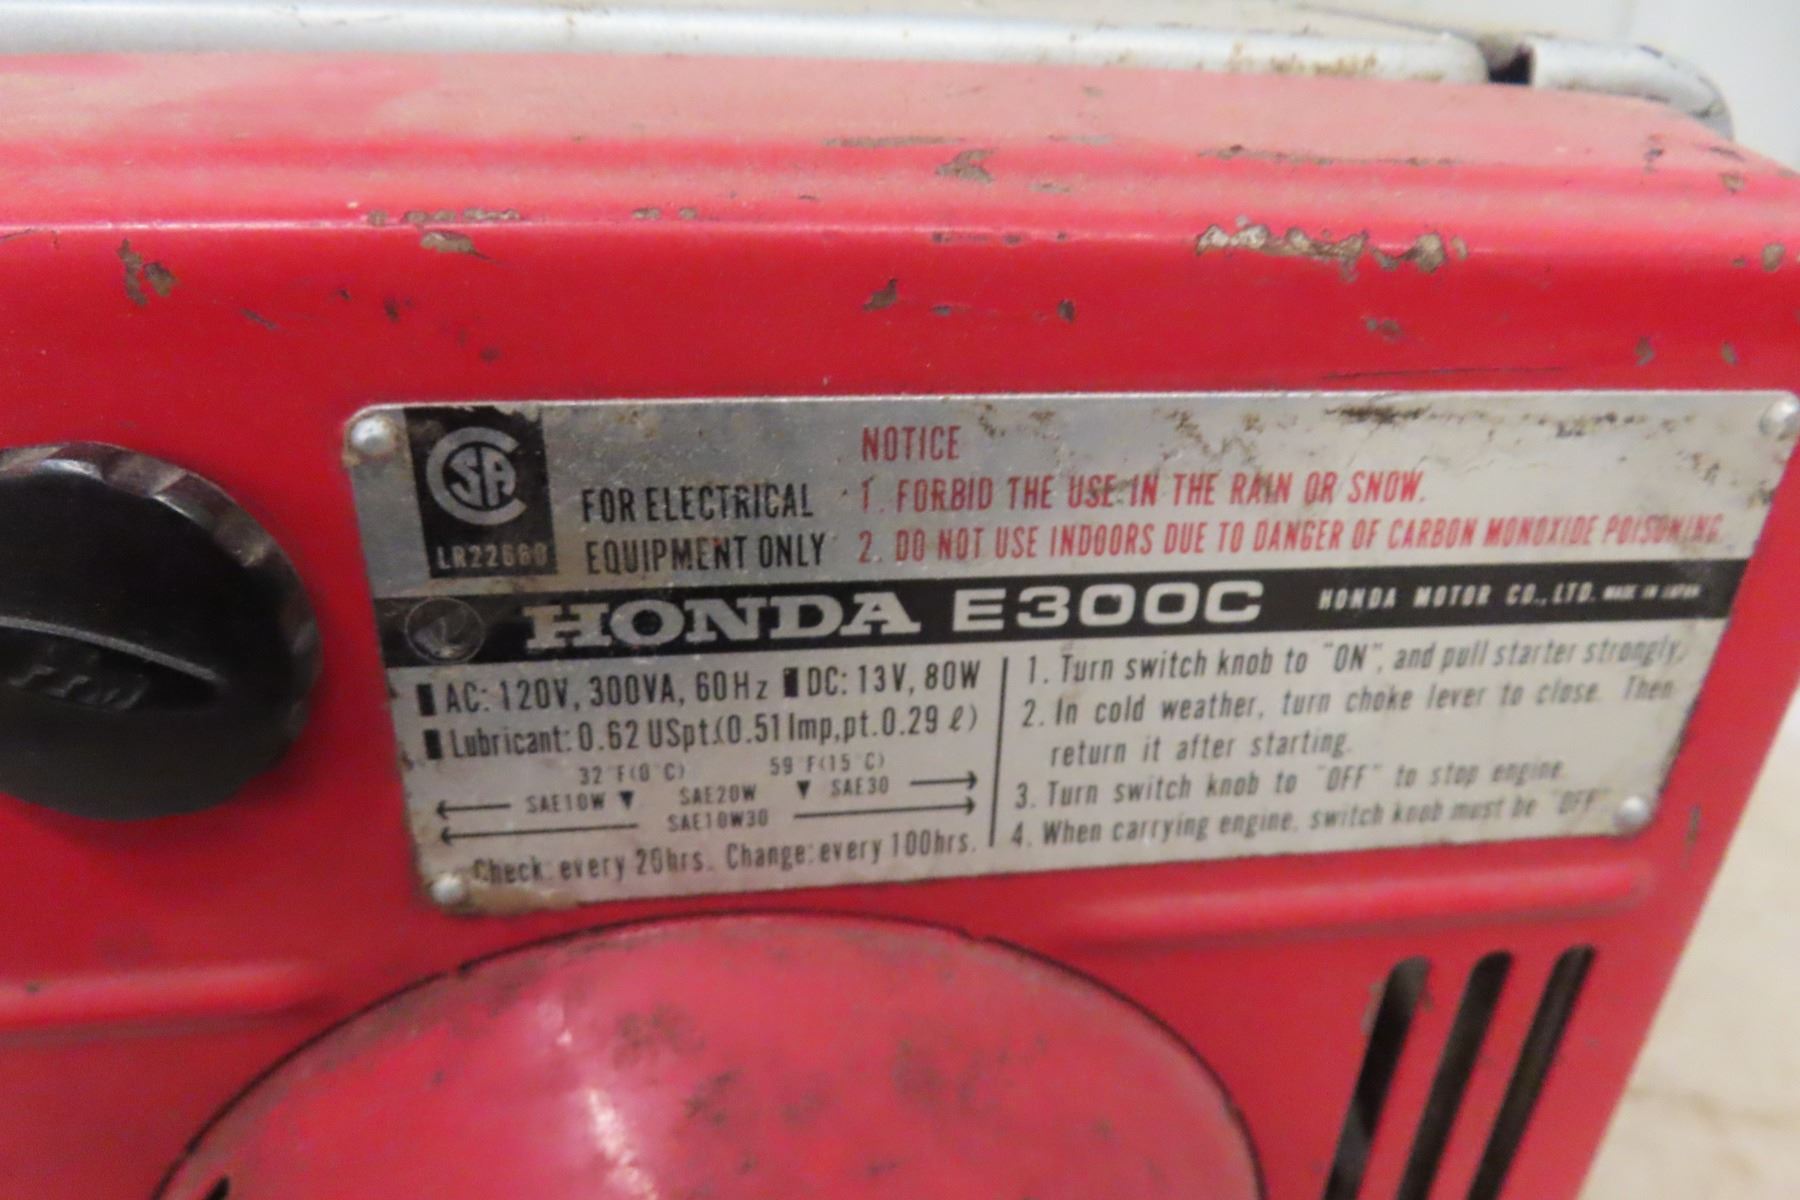 CSA
FOR ELECTRICAL
EQUIPMENT ONLY
NOTICE
1. FORBID THE USE IN THE RAIN OR SNOW.
2. DO NOT USE INDOORS DUE TO DANGER OF CARBON MONOXIDE POISONING.
HONDA E300C HONDA MOTOR CO., LTD. MADE IN JAPAN
AC: 120V, 300VA, 60Hz DC: 13V, 80W
Lubricant: 0.62 USpt.(0.51 Imp,pt.0.29 ℓ)
32°F(0°C) 59°F(15°C)
SAE10W ▼ SAE20W ▼ SAE30
SAE10W30
Check: every 20hrs. Change: every 100hrs.
1. Turn switch knob to "ON", and pull starter strongly.
2. In cold weather, turn choke lever to close. Then
return it after starting.
3. Turn switch knob to "OFF" to stop engine.
4. When carrying engine, switch knob must be "OFF"